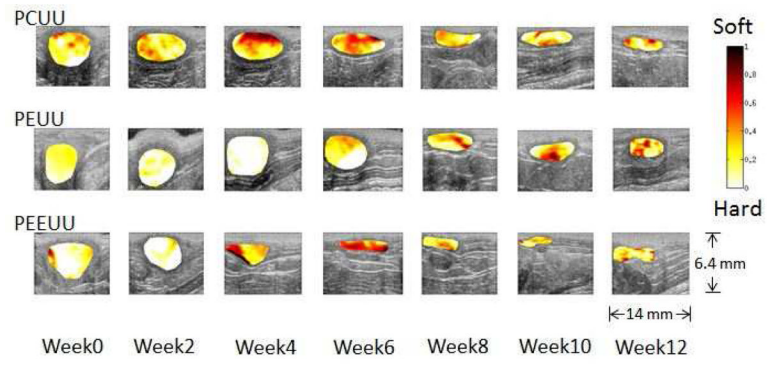 PCUU
Soft
1
0.8
0.6
0.4
0.2
0
Hard
PEUU
PEEUU
6.4 mm
14 mm
Week0 Week2 Week4 Week6 Week8 Week10 Week12